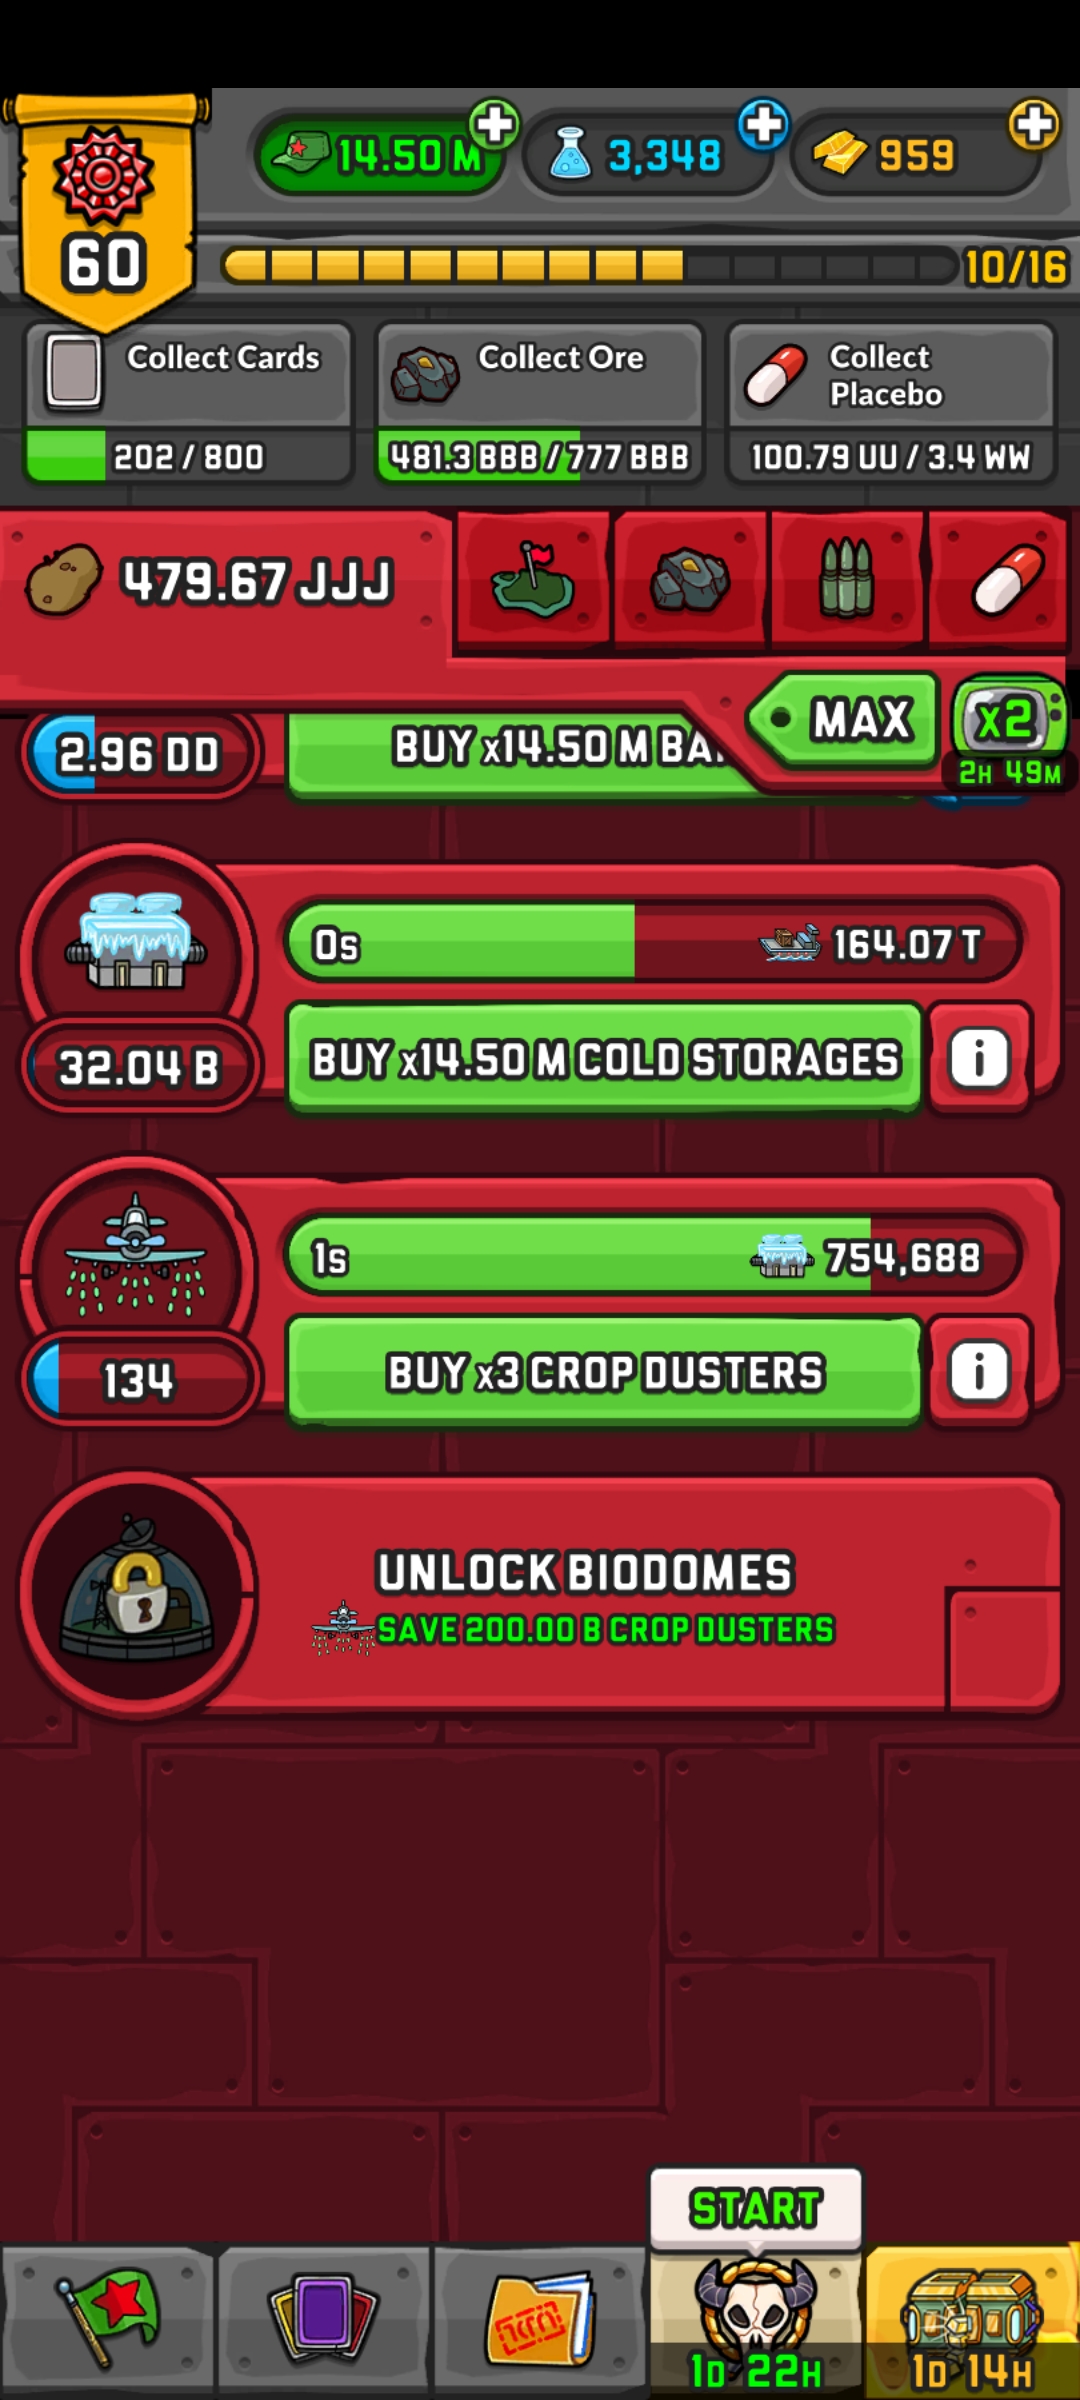 14.50 M
3,348
959
60
10/16
Collect Cards
202 / 800
Collect Ore
481.3 BBB / 777 BBB
Collect
Placebo
100.79 UU / 3.4 WW
479.67 JJJ
MAX
x2
2H 49M
2.96 DD
BUY x14.50 M
0s
164.07 T
32.04 B
BUY x14.50 M COLD STORAGES
i
1s
754,688
134
BUY x3 CROP DUSTERS
i
UNLOCK BIODOMES
SAVE 200.00 B CROP DUSTERS
START
1D 22H
1D 14H